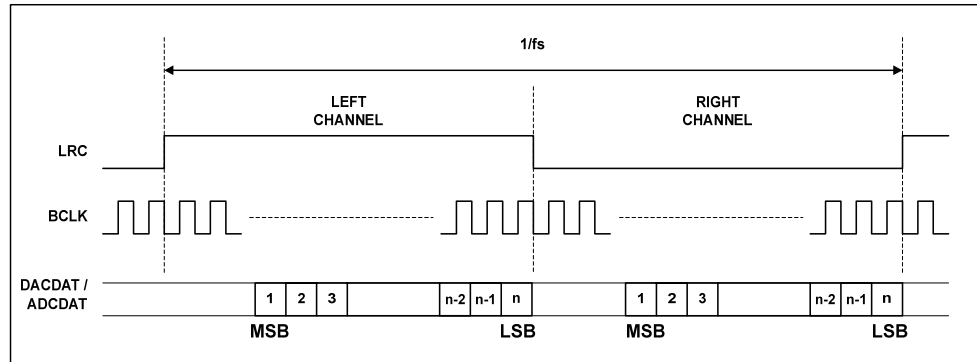 1/fs
LEFT
CHANNEL
RIGHT
CHANNEL
LRC
BCLK
DACDAT /
ADCDAT
1 2 3 n-2 n-1 n 1 2 3 n-2 n-1 n
MSB LSB MSB LSB